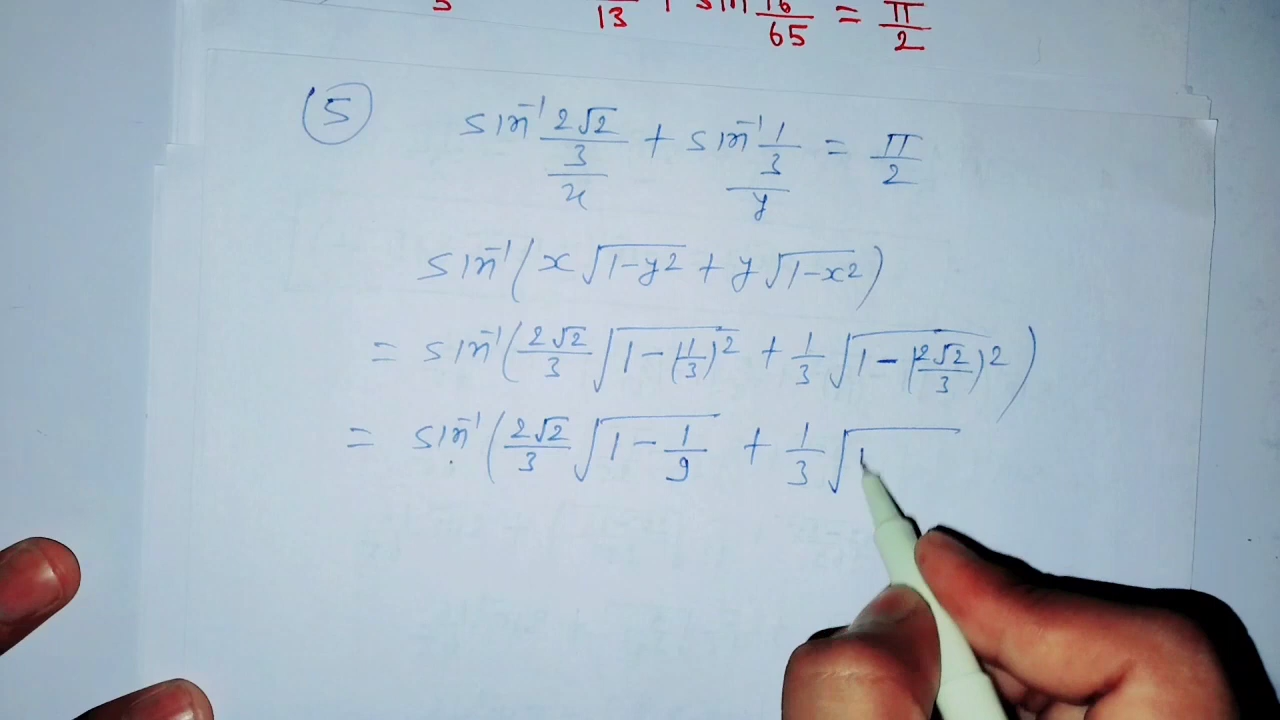 5 13 + sin 16/65 = π/2
(5) sin⁻¹ 2√2/3 + sin⁻¹ 1/3 = π/2
x y
sin⁻¹(x√1-y² + y√1-x²)
= sin⁻¹(2√2/3 √1-(1/3)² + 1/3 √1-(2√2/3)²)
= sin⁻¹(2√2/3 √1-1/9 + 1/3 √1